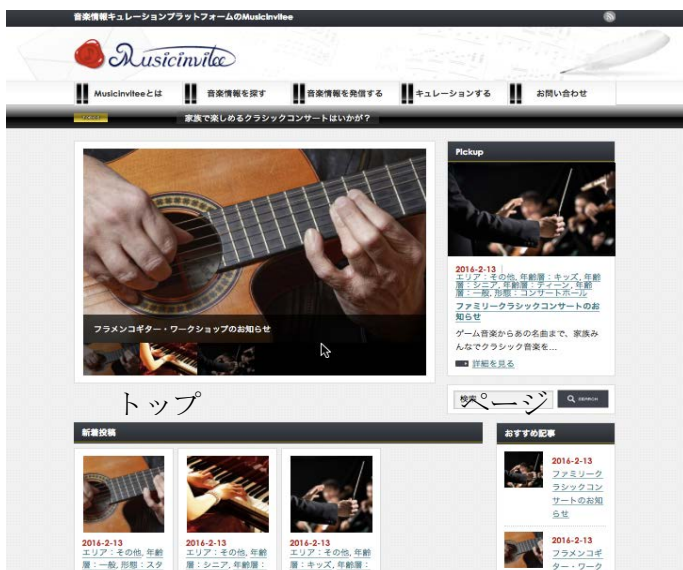 音楽情報キュレーションプラットフォームのMusicinvitee
Musicinvitee
Musicinviteeとは
音楽情報を探す
音楽情報を発信する
キュレーションする
お問い合わせ
家族で楽しめるクラシックコンサートはいかが？
フラメンコギター・ワークショップのお知らせ
Pickup
2016-2-13
エリア：その他, 年齢層：キッズ, 年齢
層：シニア, 年齢層：ティーン, 年齢
層：一般, 形態：コンサートホール
ファミリークラシックコンサートのお
知らせ
ゲーム音楽からあの名曲まで、家族み
んなでクラシック音楽を...
詳細を見る
トップ
ページ
検索
SEARCH
新着投稿
2016-2-13
エリア：その他, 年齢
層：一般, 形態：スタ
2016-2-13
エリア：その他, 年齢
層：シニア, 年齢層：
2016-2-13
エリア：その他, 年齢
層：キッズ, 年齢層：
おすすめ記事
2016-2-13
ファミリーク
ラシックコン
サートのお知
らせ
2016-2-13
フラメンコギ
ター・ワーク